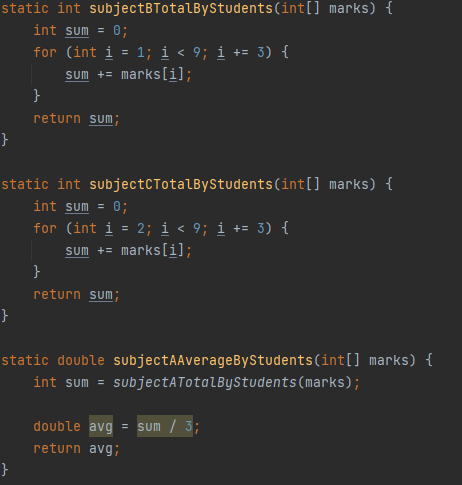 static int subjectBTotalByStudents(int[] marks) {
    int sum = 0;
    for (int i = 1; i < 9; i += 3) {
        sum += marks[i];
    }
    return sum;
}

static int subjectCTotalByStudents(int[] marks) {
    int sum = 0;
    for (int i = 2; i < 9; i += 3) {
        sum += marks[i];
    }
    return sum;
}

static double subjectAAverageByStudents(int[] marks) {
    int sum = subjectATotalByStudents(marks);

    double avg = sum / 3;
    return avg;
}